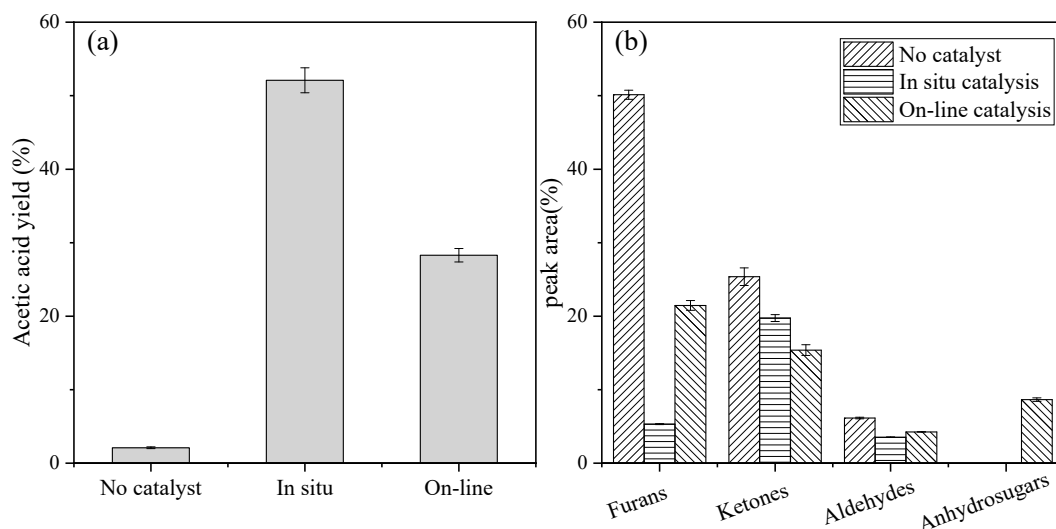 (a)
Acetic acid yield (%)
60
40
20
0
No catalyst
In situ
On-line
(b)
No catalyst
In situ catalysis
On-line catalysis
peak area(%)
60
40
20
0
Furans
Ketones
Aldehydes
Anhydrosugars